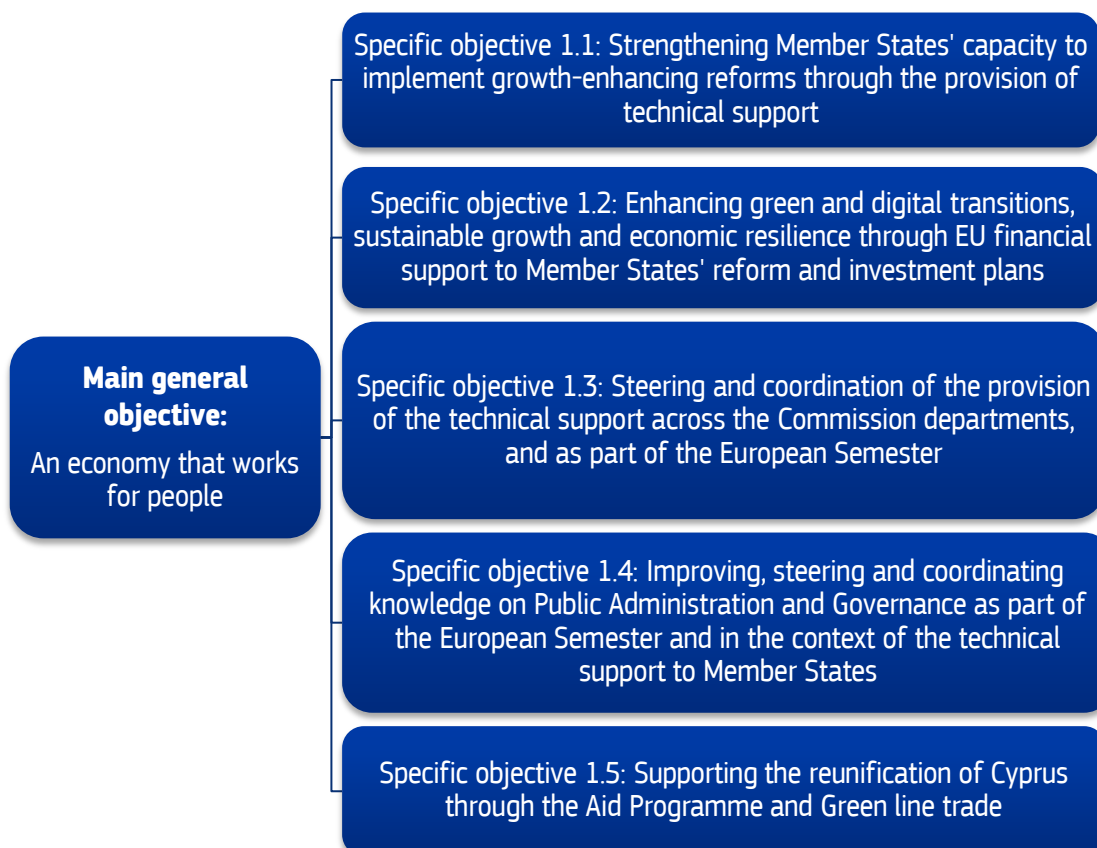 Specific objective 1.1: Strengthening Member States' capacity to
implement growth-enhancing reforms through the provision of
technical support
Specific objective 1.2: Enhancing green and digital transitions,
sustainable growth and economic resilience through EU financial
support to Member States' reform and investment plans
Main general
objective:
An economy that works
for people
Specific objective 1.3: Steering and coordination of the provision
of the technical support across the Commission departments,
and as part of the European Semester
Specific objective 1.4: Improving, steering and coordinating
knowledge on Public Administration and Governance as part of
the European Semester and in the context of the technical
support to Member States
Specific objective 1.5: Supporting the reunification of Cyprus
through the Aid Programme and Green line trade